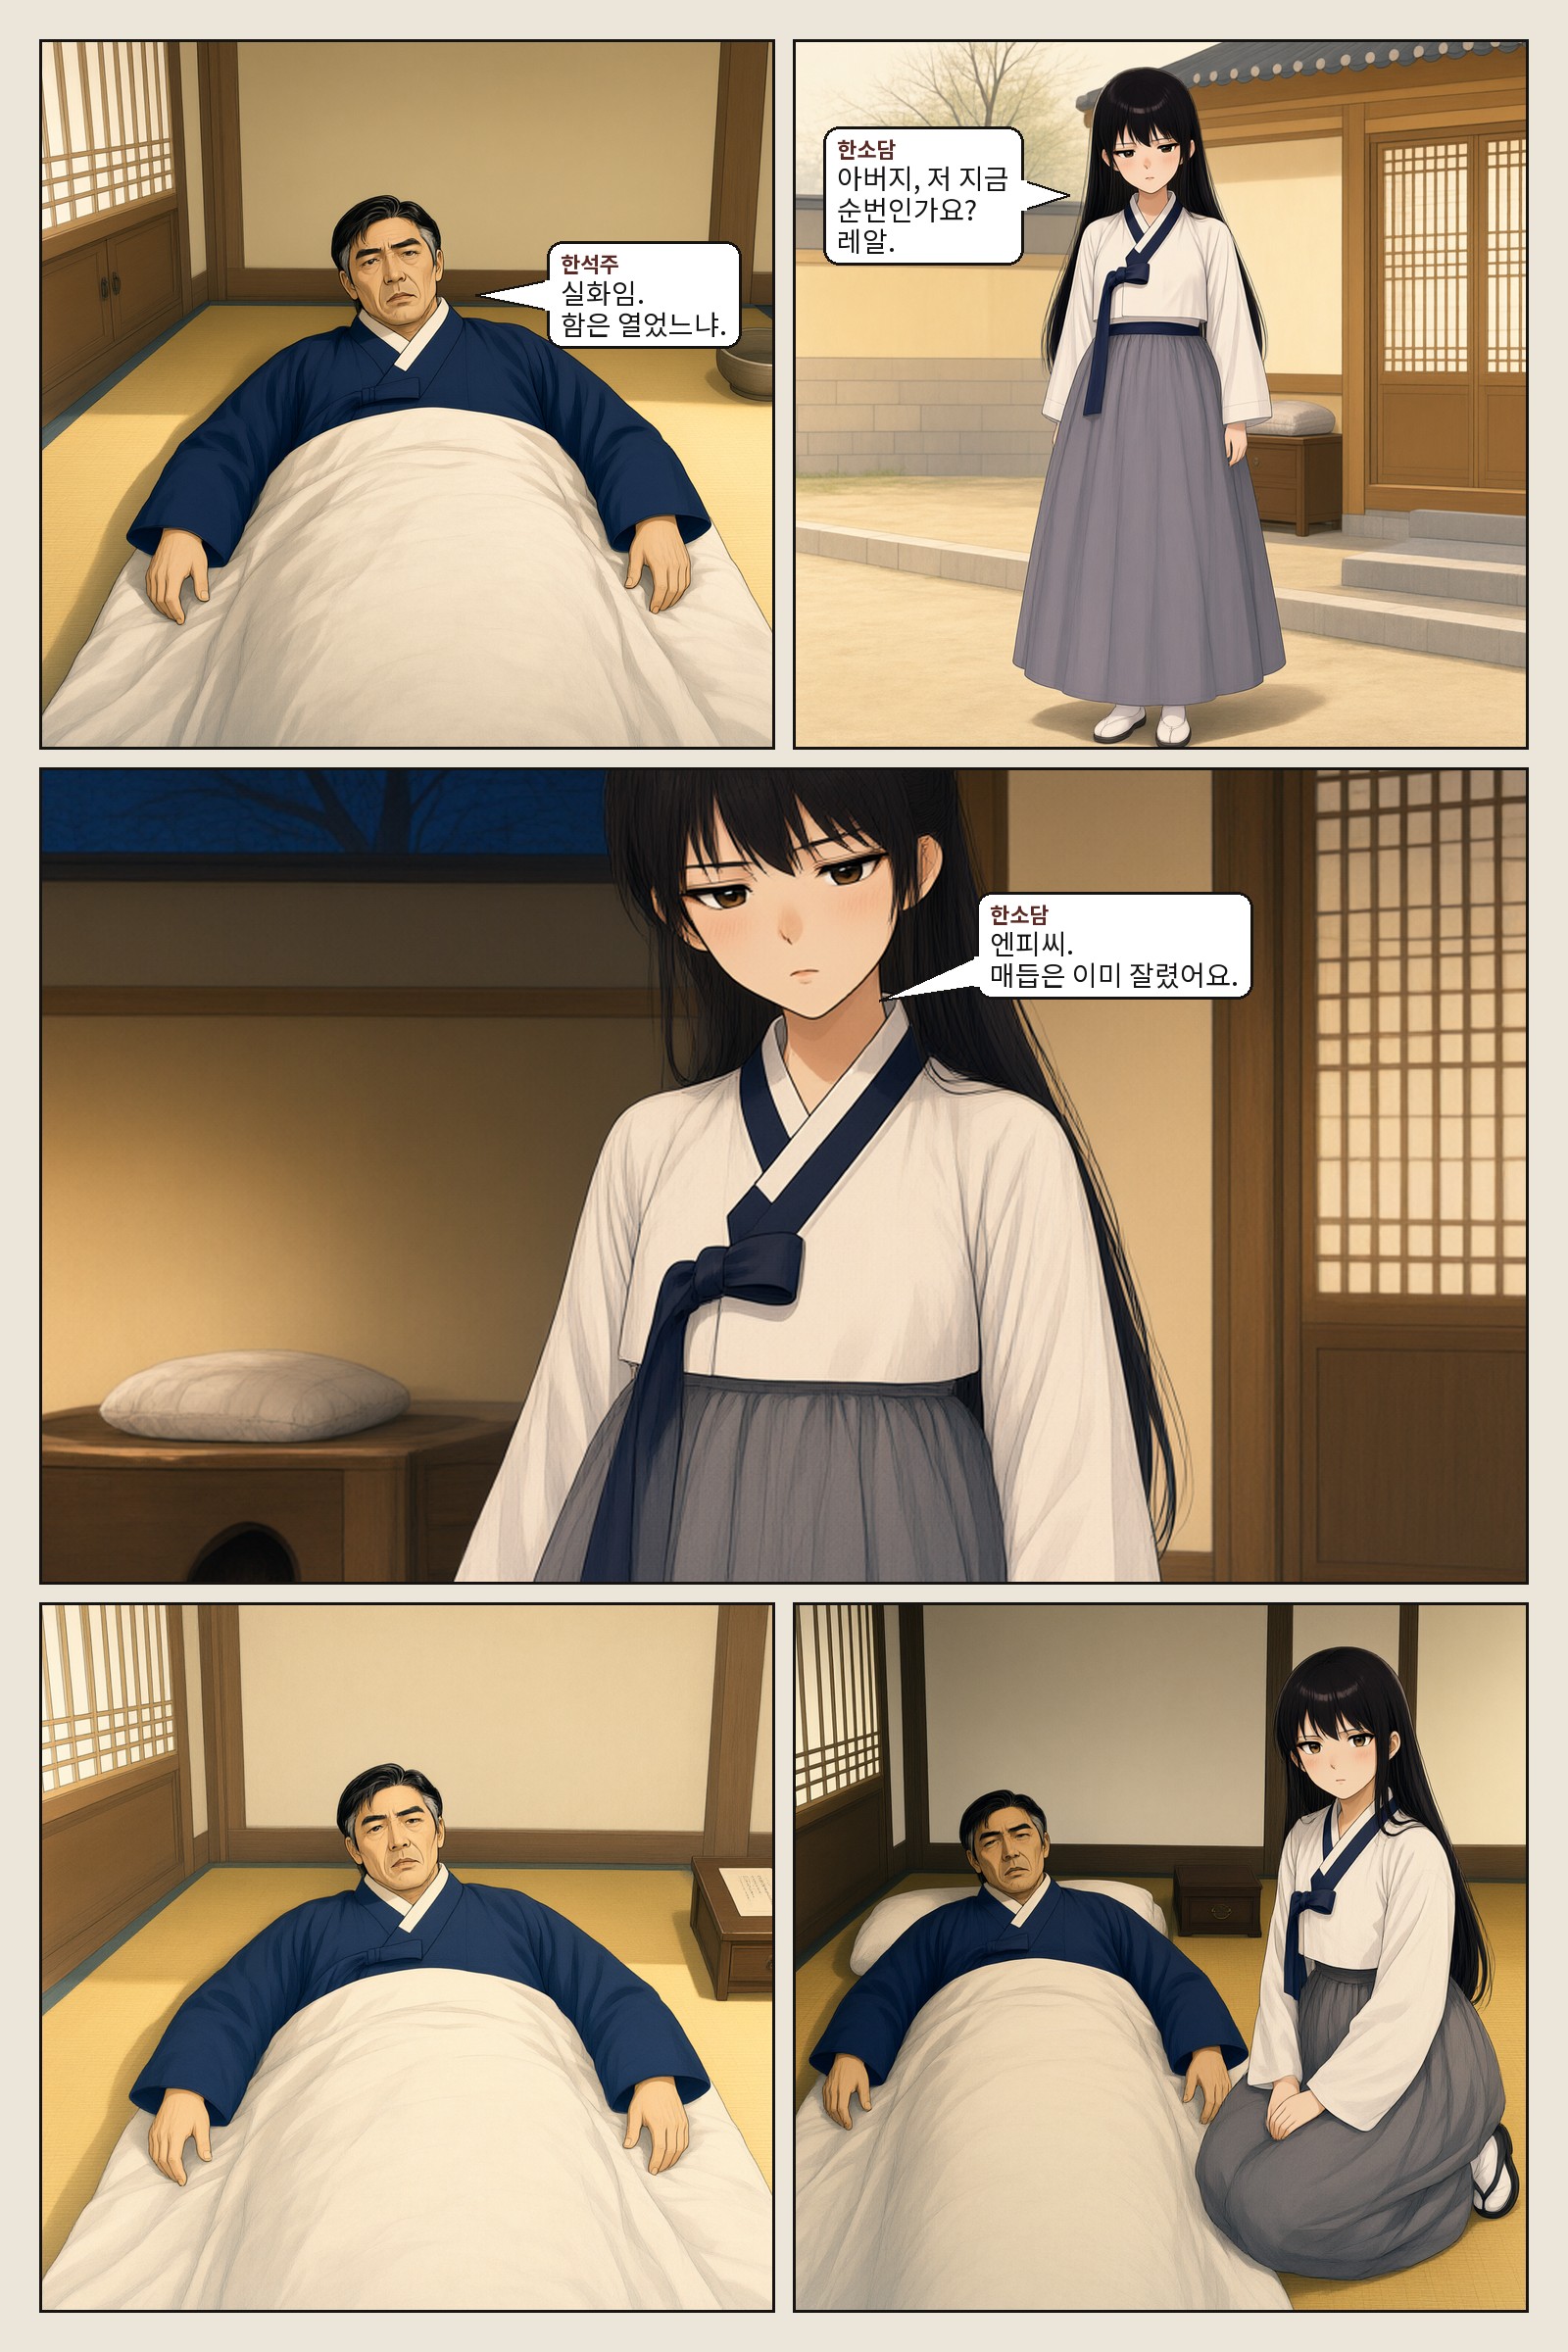 한석주
실화임.
함은 열었느냐.
한소담
아버지, 저 지금
순번인가요?
레알.
한소담
엔피씨.
매듭은 이미 잘렸어요.